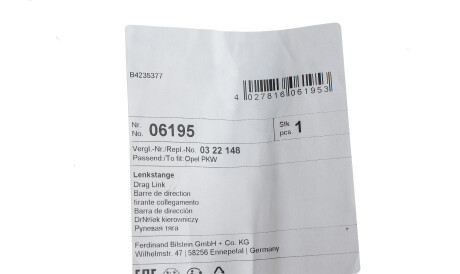 B4235377
4 027816 061953
Nr. No. 06195
Stk. pcs. 1
Vergl.-Nr./Repl.-No. 03 22 148
Passend:/To fit: Opel PKW
Lenkstange
Drag Link
Barre de direction
tirante collegamento
Barra de dirección
DrNiek kierowniczy
Рулевая тяга
Ferdinand Bilstein GmbH + Co. KG
Wilhelmstr. 47 | 58256 Ennepetal | Germany
EAC